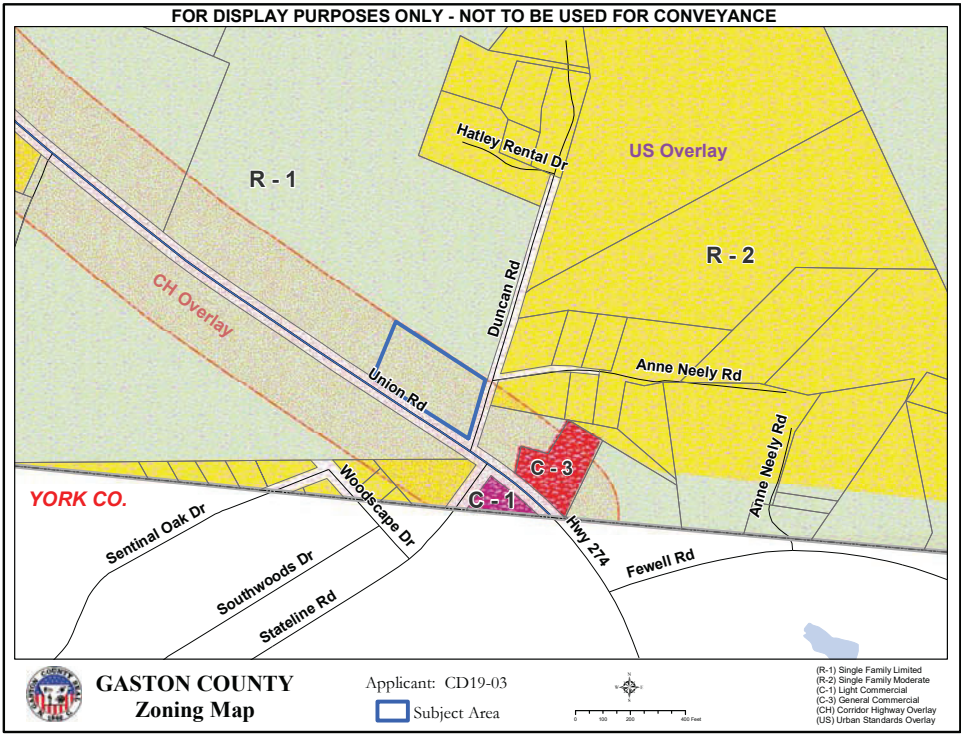 FOR DISPLAY PURPOSES ONLY - NOT TO BE USED FOR CONVEYANCE
Hatley Rental Dr
US Overlay
R - 1
R - 2
Duncan Rd
CH Overlay
Union Rd
Anne Neely Rd
Anne Neely Rd
C - 3
C - 1
YORK CO.
Woodscape Dr
Sentinal Oak Dr
Hwy 274
Southwoods Dr
Fewell Rd
Stateline Rd
GASTON COUNTY
Zoning Map
GASTON COUNTY SEAL
1846
Applicant: CD19-03
Subject Area
N
W E
S
0 100 200 400 Feet
(R-1) Single Family Limited
(R-2) Single Family Moderate
(C-1) Light Commercial
(C-3) General Commercial
(CH) Corridor Highway Overlay
(US) Urban Standards Overlay